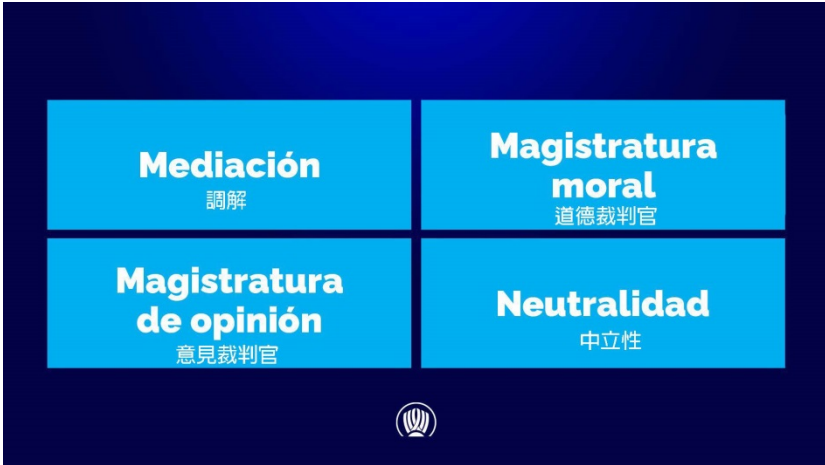 Mediación
調解
Magistratura
moral
道德裁判官
Magistratura
de opinión
意見裁判官
Neutralidad
中立性